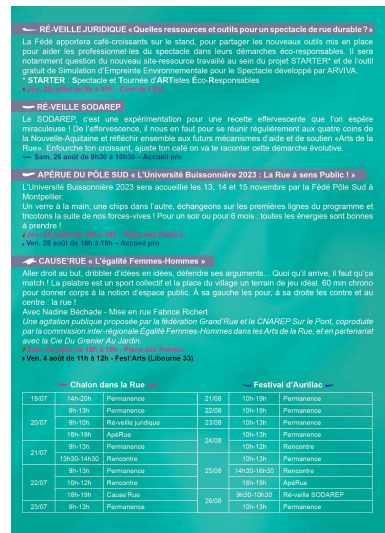 RÉ-VEILLE JURIDIQUE « Quelles ressources et outils pour un spectacle de rue durable ? »
La Fédé apportera café-croissants sur le stand, pour partager les nouveaux outils mis en place
pour aider les professionnel·les du spectacle dans leurs démarches éco-responsables. Il sera
notamment question du nouveau site-ressource travaillé au sein du projet STARTER* et de l'outil
gratuit de Simulation d'Empreinte Environnementale pour le Spectacle développé par ARVIVA.
* STARTER : Spectacle et Tournée d'ARTistes Éco-Responsables
RÉ-VEILLE SODAREP
Le SODAREP, c'est une expérimentation pour une recette effervescente que l'on espère
miraculeuse ! De l'effervescence, il nous en faut pour se réunir régulièrement aux quatre coins de
la Nouvelle-Aquitaine et réfléchir ensemble aux futurs mécanismes d'aide et de soutien «Arts de la
Rue». Enfourche ton croissant, ajuste ton café on va te raconter cette démarche évolutive.
Sam. 26 août de 9h30 à 10h30 – Accueil pro
APÉRUE DU PÔLE SUD « L'Université Buissonnière 2023 : La Rue à sens Public ! »
L'Université Buissonnière 2023 sera accueillie les 13, 14 et 15 novembre par la Fédé Pôle Sud à
Montpellier.
Un verre à la main, une chips dans l'autre, échangeons sur les premières lignes du programme et
tricotons la suite de nos forces-vives ! Pour un soir ou pour 6 mois : toutes les énergies sont bonnes
à prendre !
Ven. 25 août de 18h à 19h – Accueil pro
CAUSE'RUE « L'égalité Femmes-Hommes »
Aller droit au but, dribbler d'idées en idées, défendre ses arguments... Quoi qu'il arrive, il faut qu'ça
match ! La palabre est un sport collectif et la place du village un terrain de jeu idéal. 60 min chrono
pour donner corps à la notion d'espace public. À sa gauche les pour, à sa droite les contre et au
centre : la rue !
Avec Nadine Béchade - Mise en rue Fabrice Richert
Une agitation publique proposée par la fédération Grand'Rue et le CNAREP Sur le Pont, coproduite
par la commission inter-régionale Égalité Femmes-Hommes dans les Arts de la Rue, et en partenariat
avec la Cie Du Grenier Au Jardin.
Ven. 4 août de 11h à 12h - Fest'Arts (Libourne 33)
Chalon dans la Rue Festival d'Aurillac
19/07 14h-20h Permanence 21/08 10h-19h Permanence
20/07 9h-13h Permanence 22/08 10h-19h Permanence
9h-10h Ré-veille juridique 23/08 10h-13h Permanence
18h-19h ApéRue 24/08 10h-13h Permanence
21/07 9h-13h Permanence 10h-12h Rencontre
13h30-14h30 Rencontre 25/08 10h-13h Permanence
22/07 9h-13h Permanence 14h30-16h30 Rencontre
10h-12h Rencontre 18h-19h ApéRue
18h-19h Cause'Rue 26/08 9h30-10h30 Ré-veille SODAREP
23/07 9h-13h Permanence 10h-13h Permanence